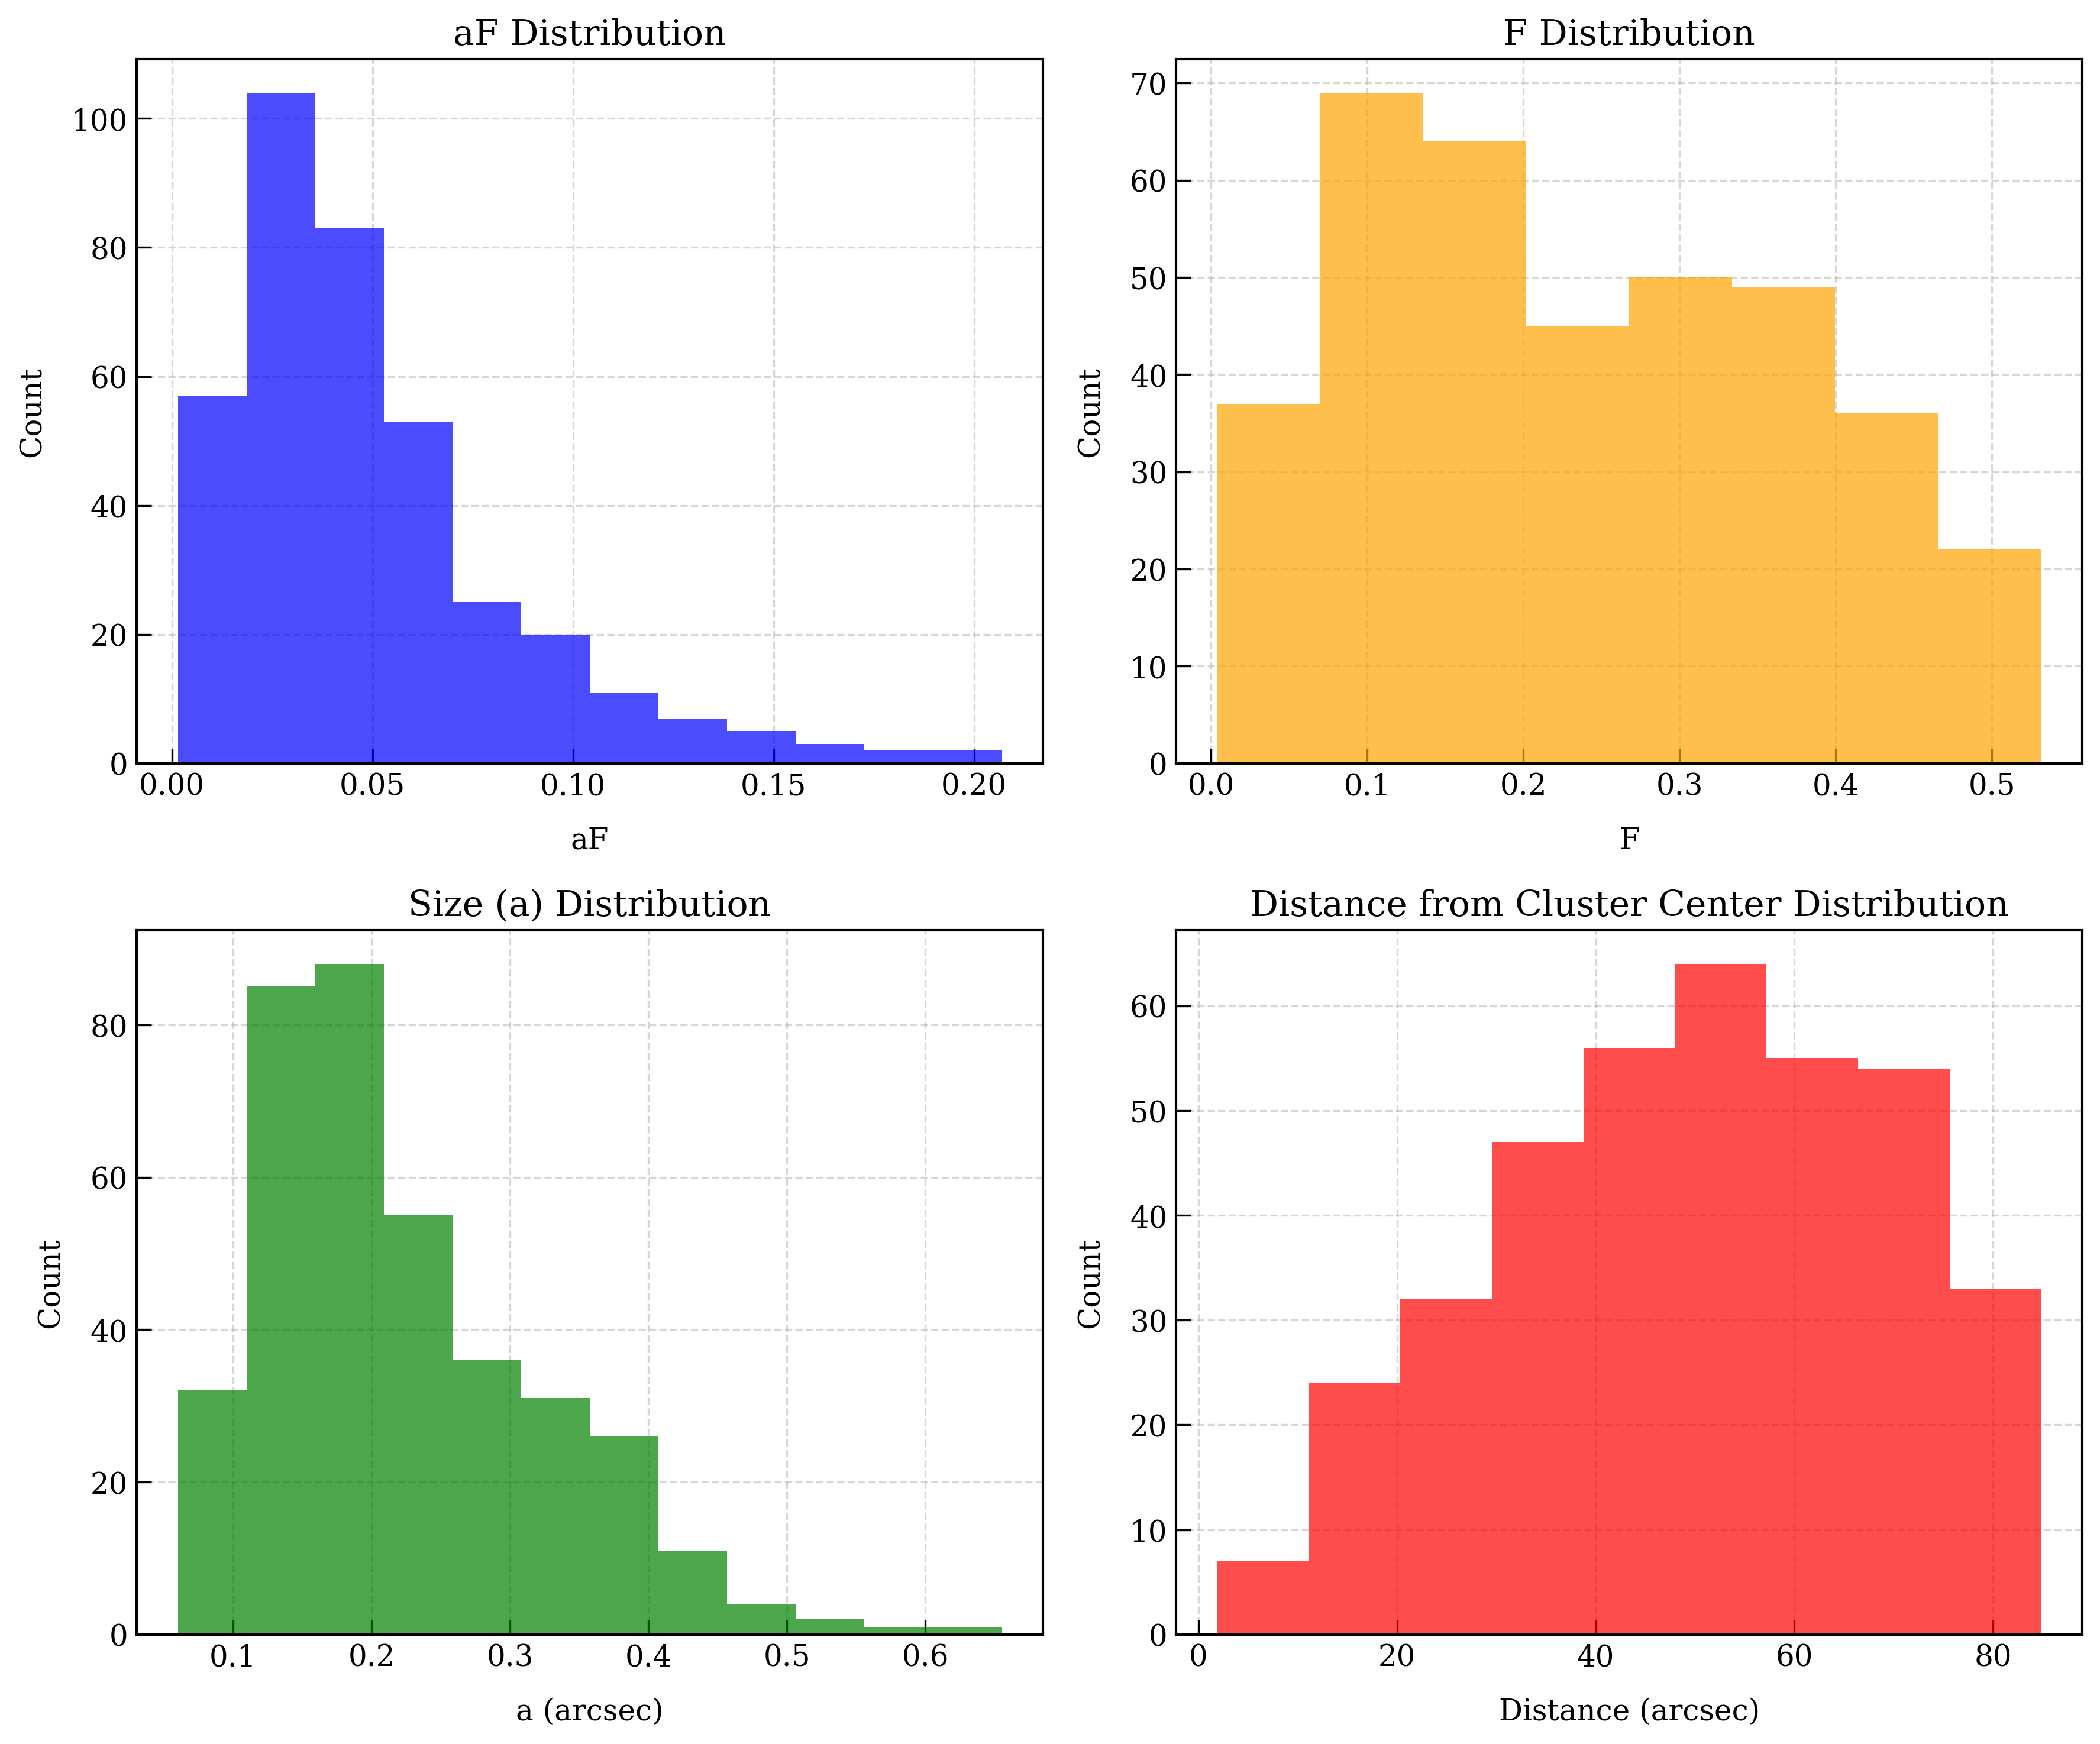 aF Distribution
100
80
60
40
20
0
Count
0.00 0.05 0.10 0.15 0.20
aF
F Distribution
70
60
50
40
30
20
10
0
Count
0.0 0.1 0.2 0.3 0.4 0.5
F
Size (a) Distribution
80
60
40
20
0
Count
0.1 0.2 0.3 0.4 0.5 0.6
a (arcsec)
Distance from Cluster Center Distribution
60
50
40
30
20
10
0
Count
0 20 40 60 80
Distance (arcsec)